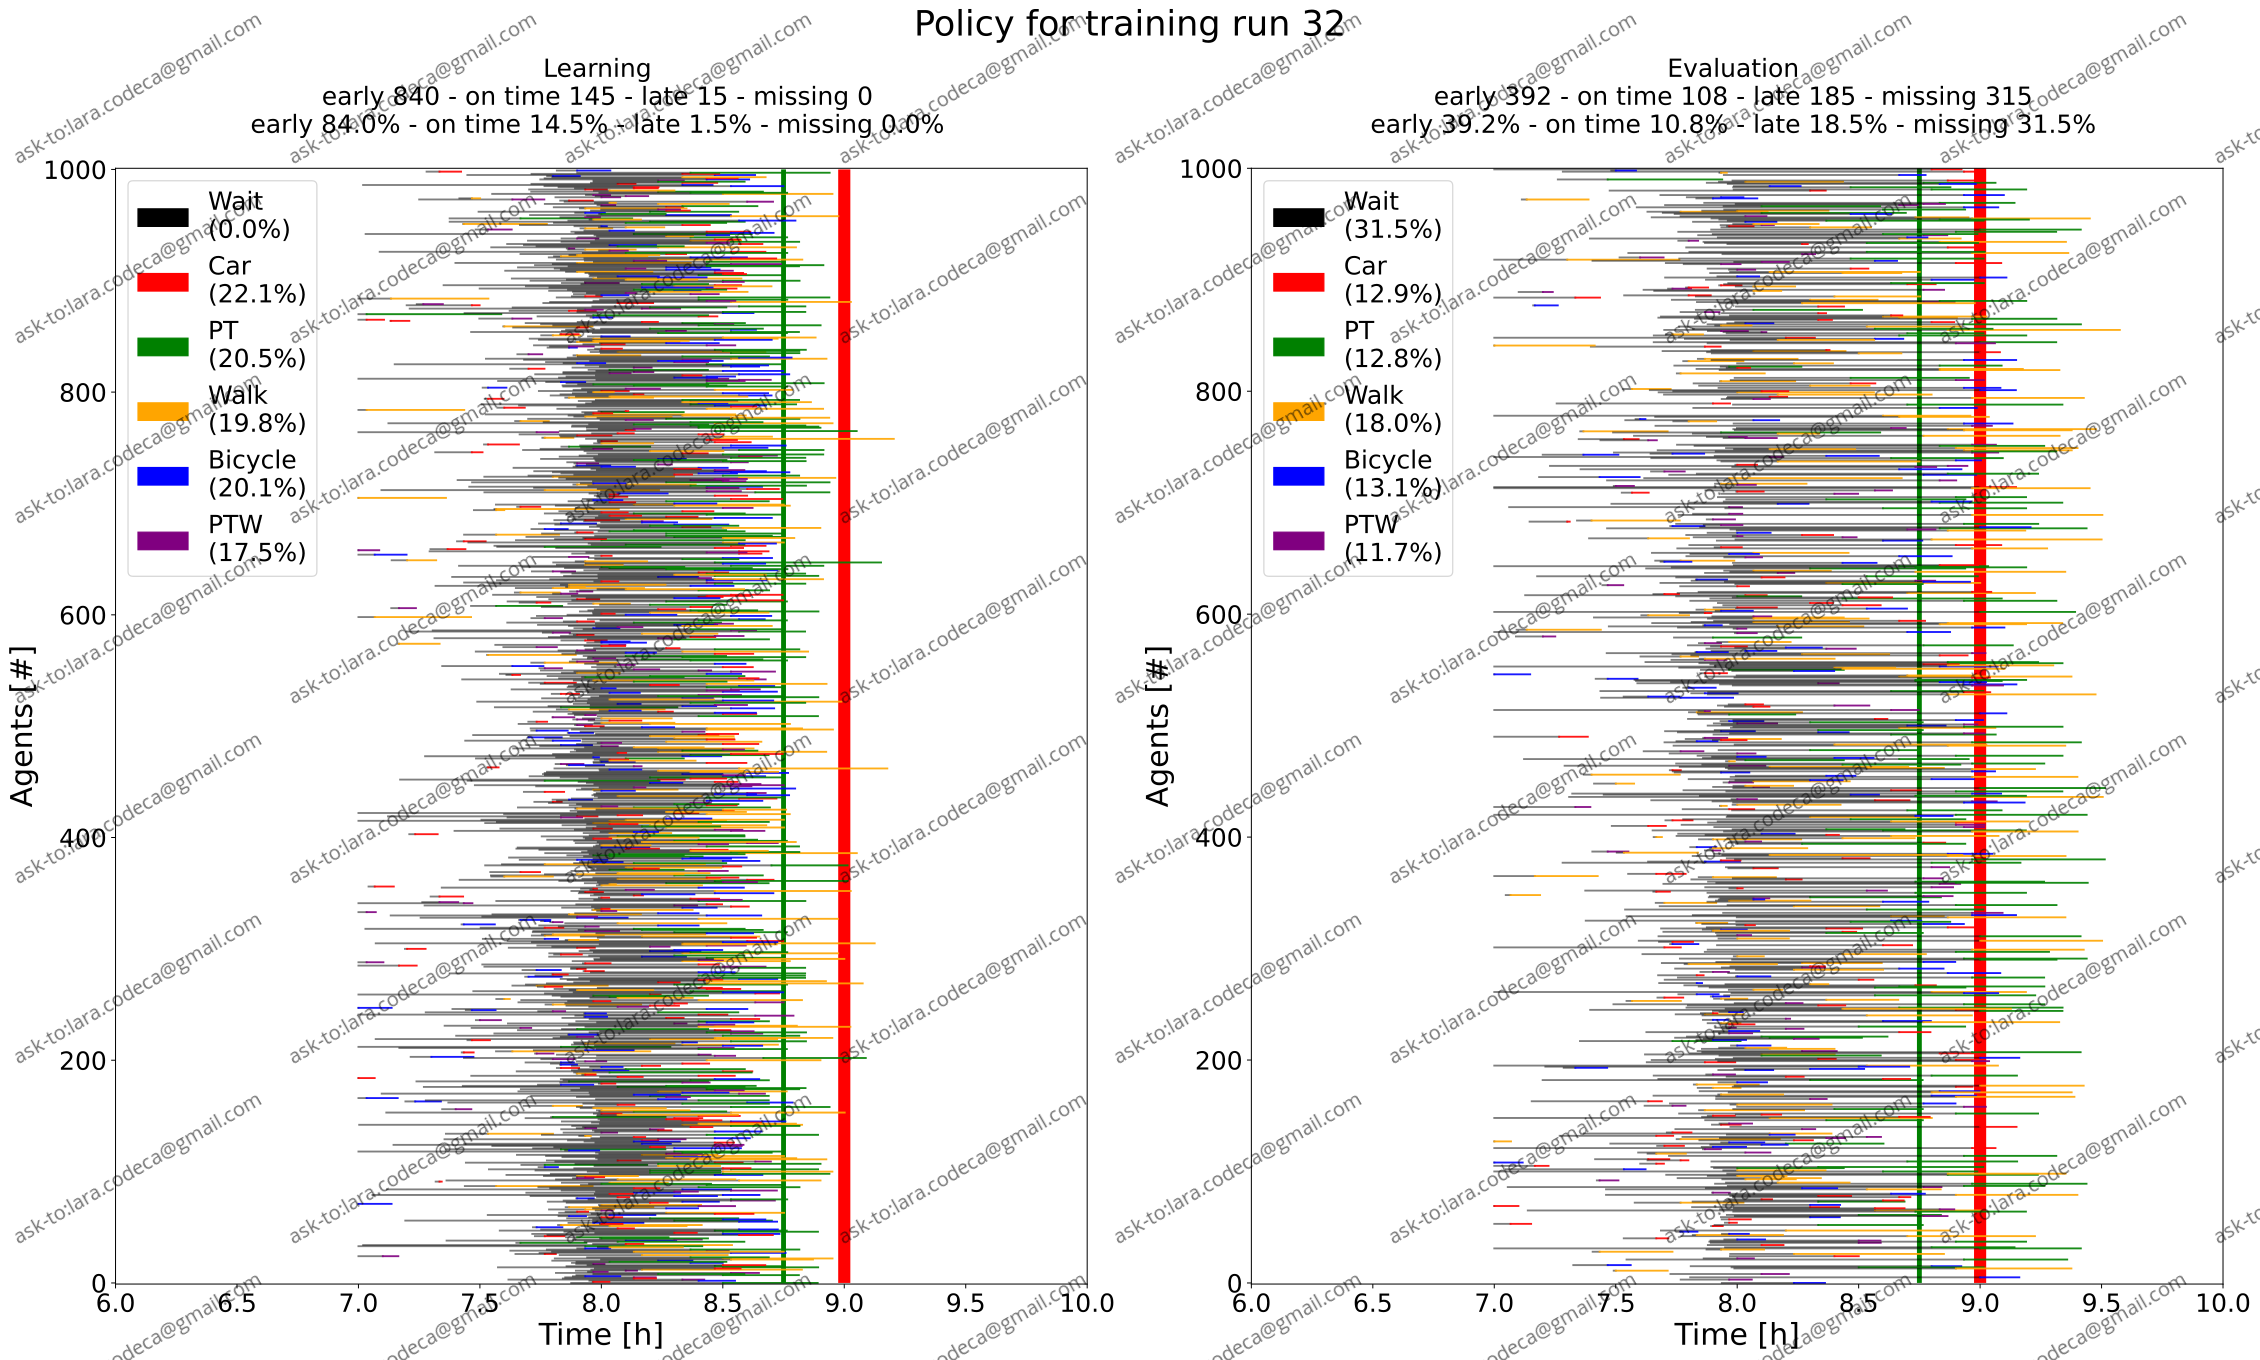 Policy for training run 32
Learning
early 840 - on time 145 - late 15 - missing 0
early 84.0% - on time 14.5% - late 1.5% - missing 0.0%
Evaluation
early 392 - on time 108 - late 185 - missing 315
early 39.2% - on time 10.8% - late 18.5% - missing 31.5%
Agents [#]
1000
800
600
400
200
0
Wait
(0.0%)
Car
(22.1%)
PT
(20.5%)
Walk
(19.8%)
Bicycle
(20.1%)
PTW
(17.5%)
6.0 6.5 7.0 7.5 8.0 8.5 9.0 9.5 10.0
Time [h]
Agents [#]
1000
800
600
400
200
0
Wait
(31.5%)
Car
(12.9%)
PT
(12.8%)
Walk
(18.0%)
Bicycle
(13.1%)
PTW
(11.7%)
6.0 6.5 7.0 7.5 8.0 8.5 9.0 9.5 10.0
Time [h]
ask-to:lara.codeca@gmail.com